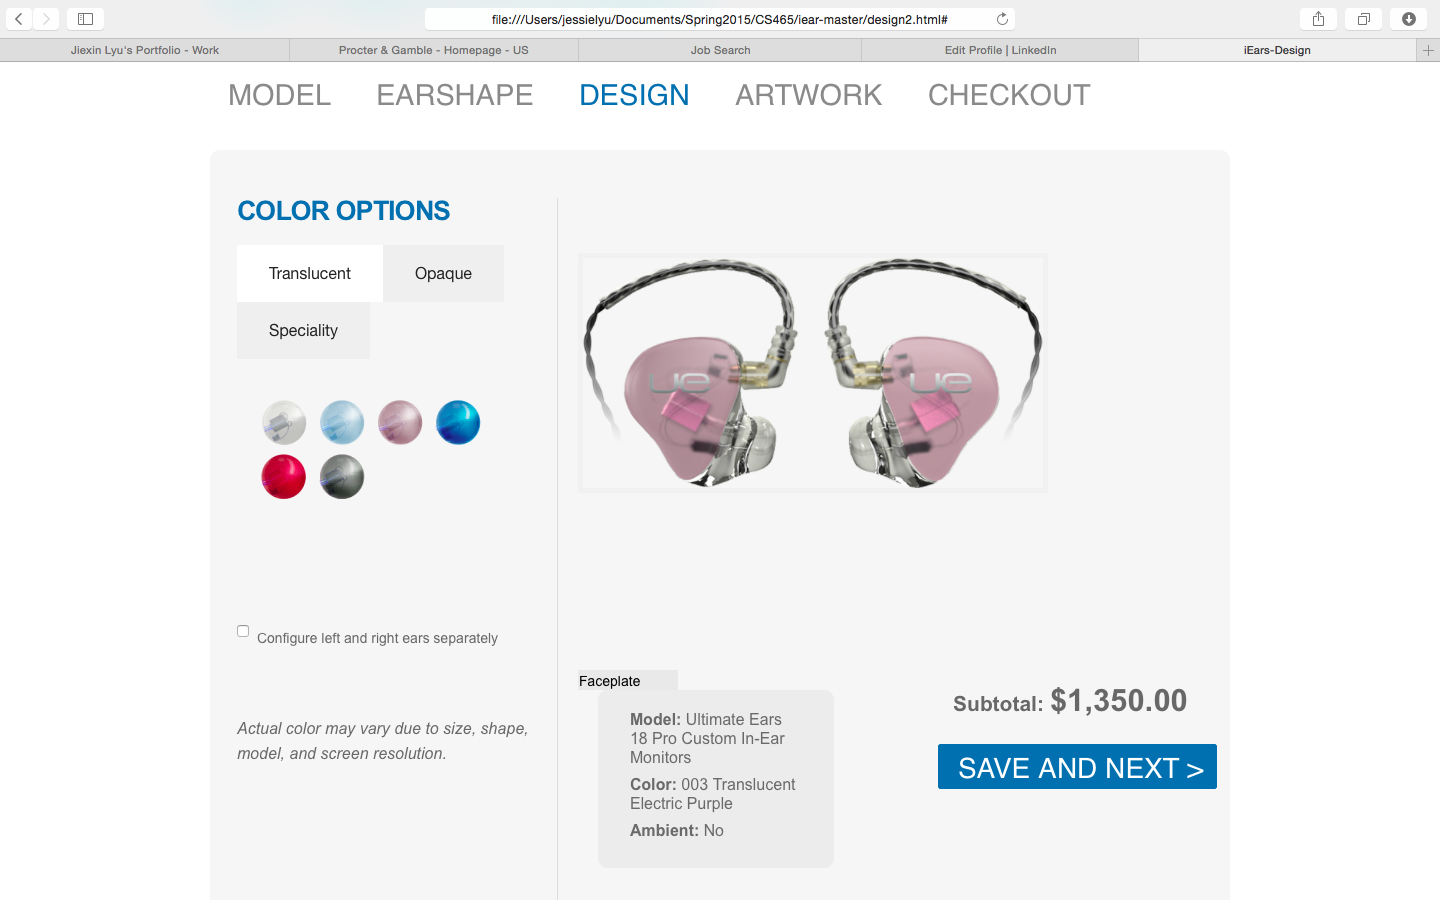 file:///Users/jessielyu/Documents/Spring2015/CS465/iear-master/design2.html#
Jiexin Lyu's Portfolio - Work
Procter & Gamble - Homepage - US
Job Search
Edit Profile | LinkedIn
iEars-Design
MODEL
EARSHAPE
DESIGN
ARTWORK
CHECKOUT
COLOR OPTIONS
Translucent
Opaque
Speciality
ue
ue
Configure left and right ears separately
Actual color may vary due to size, shape,
model, and screen resolution.
Faceplate
Model: Ultimate Ears
18 Pro Custom In-Ear
Monitors
Color: 003 Translucent
Electric Purple
Ambient: No
Subtotal: $1,350.00
SAVE AND NEXT >